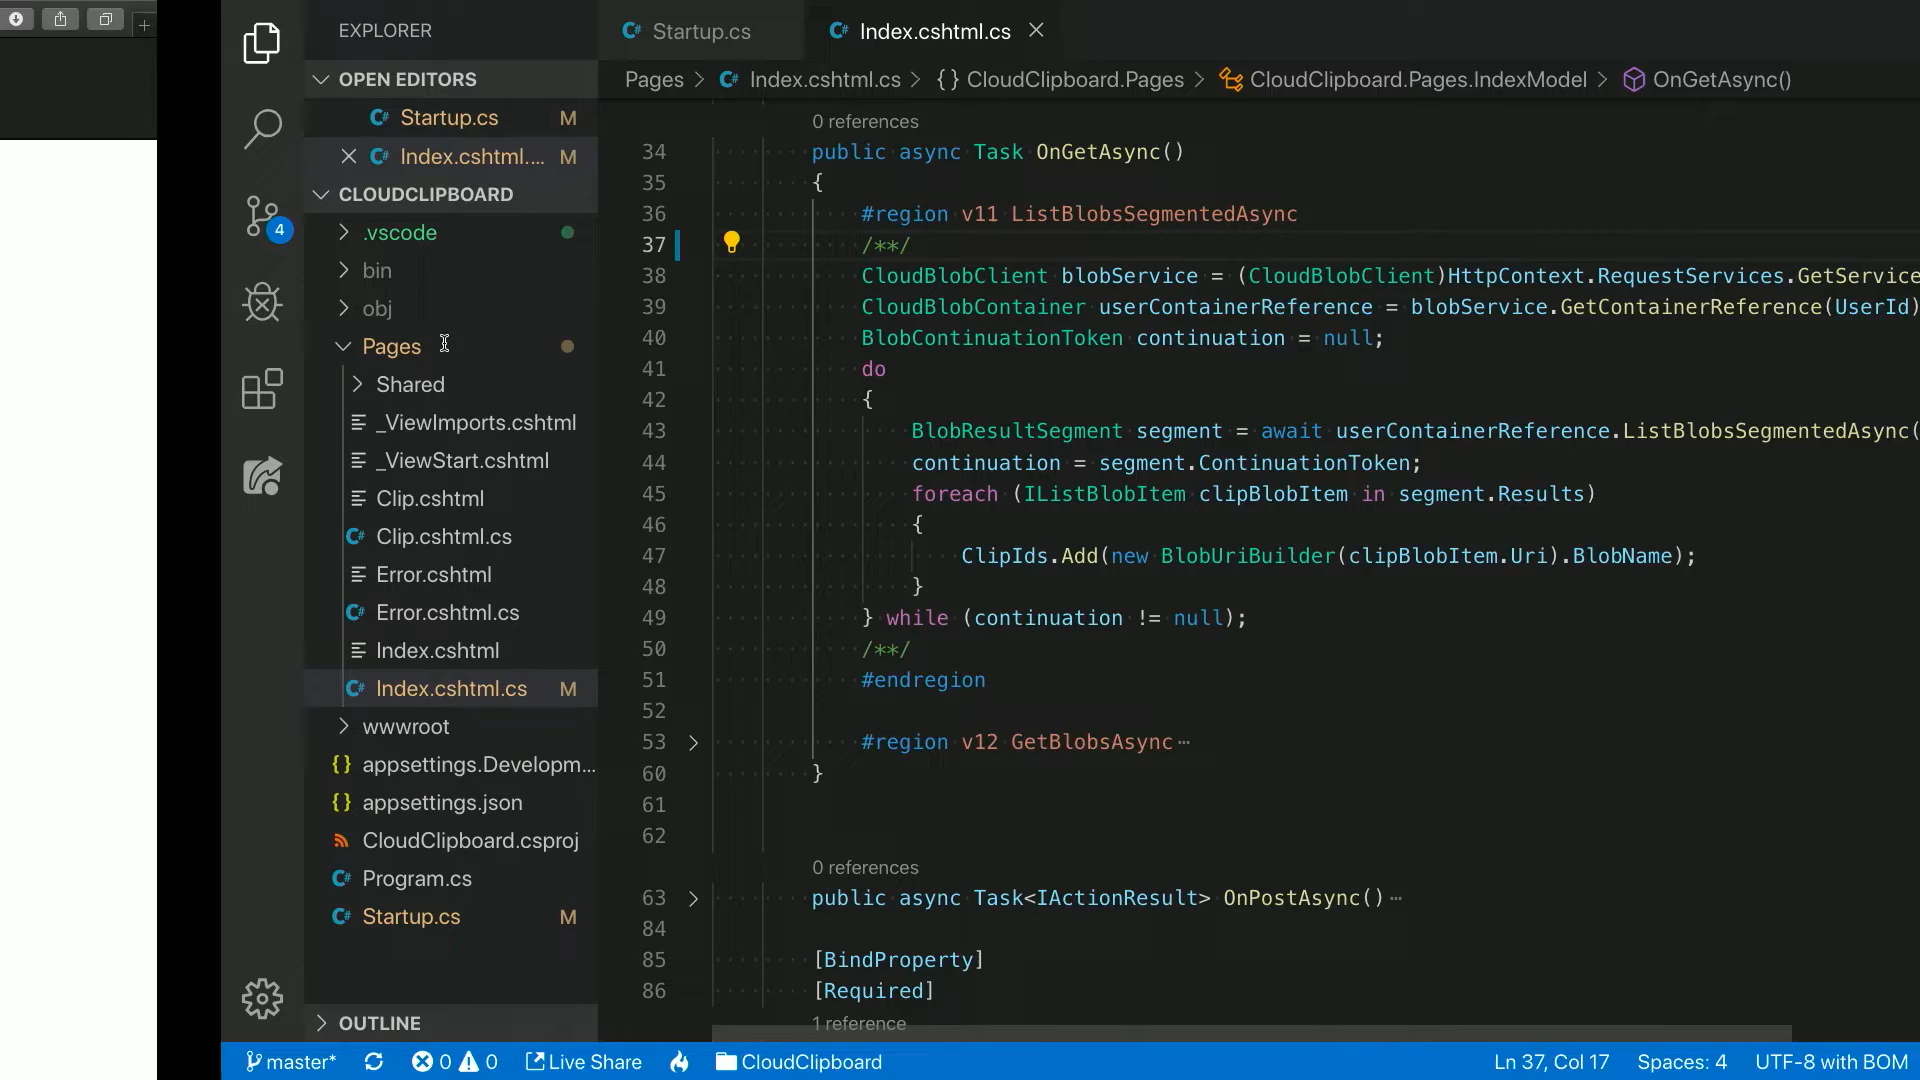 EXPLORER
OPEN EDITORS
Startup.cs M
Index.cshtml.... M
CLOUDCLIPBOARD
.vscode
bin
obj
Pages
Shared
_ViewImports.cshtml
_ViewStart.cshtml
Clip.cshtml
Clip.cshtml.cs
Error.cshtml
Error.cshtml.cs
Index.cshtml
Index.cshtml.cs M
wwwroot
appsettings.Developm...
appsettings.json
CloudClipboard.csproj
Program.cs
Startup.cs M
OUTLINE
4
Startup.cs Index.cshtml.cs
Pages > Index.cshtml.cs > {} CloudClipboard.Pages > CloudClipboard.Pages.IndexModel > OnGetAsync()
0 references
34 public async Task OnGetAsync()
35 {
36 #region v11 ListBlobsSegmentedAsync
37 /**/
38 CloudBlobClient blobService = (CloudBlobClient)HttpContext.RequestServices.GetService
39 CloudBlobContainer userContainerReference = blobService.GetContainerReference(UserId)
40 BlobContinuationToken continuation = null;
41 do
42 {
43 BlobResultSegment segment = await userContainerReference.ListBlobsSegmentedAsync(
44 continuation = segment.ContinuationToken;
45 foreach (IListBlobItem clipBlobItem in segment.Results)
46 {
47 ClipIds.Add(new BlobUriBuilder(clipBlobItem.Uri).BlobName);
48 }
49 } while (continuation != null);
50 /**/
51 #endregion
52
53 #region v12 GetBlobsAsync
60 }
61
62
0 references
63 public async Task<IActionResult> OnPostAsync()
84
85 [BindProperty]
86 [Required]
1 reference
master* 0 0 Live Share CloudClipboard Ln 37, Col 17 Spaces: 4 UTF-8 with BOM